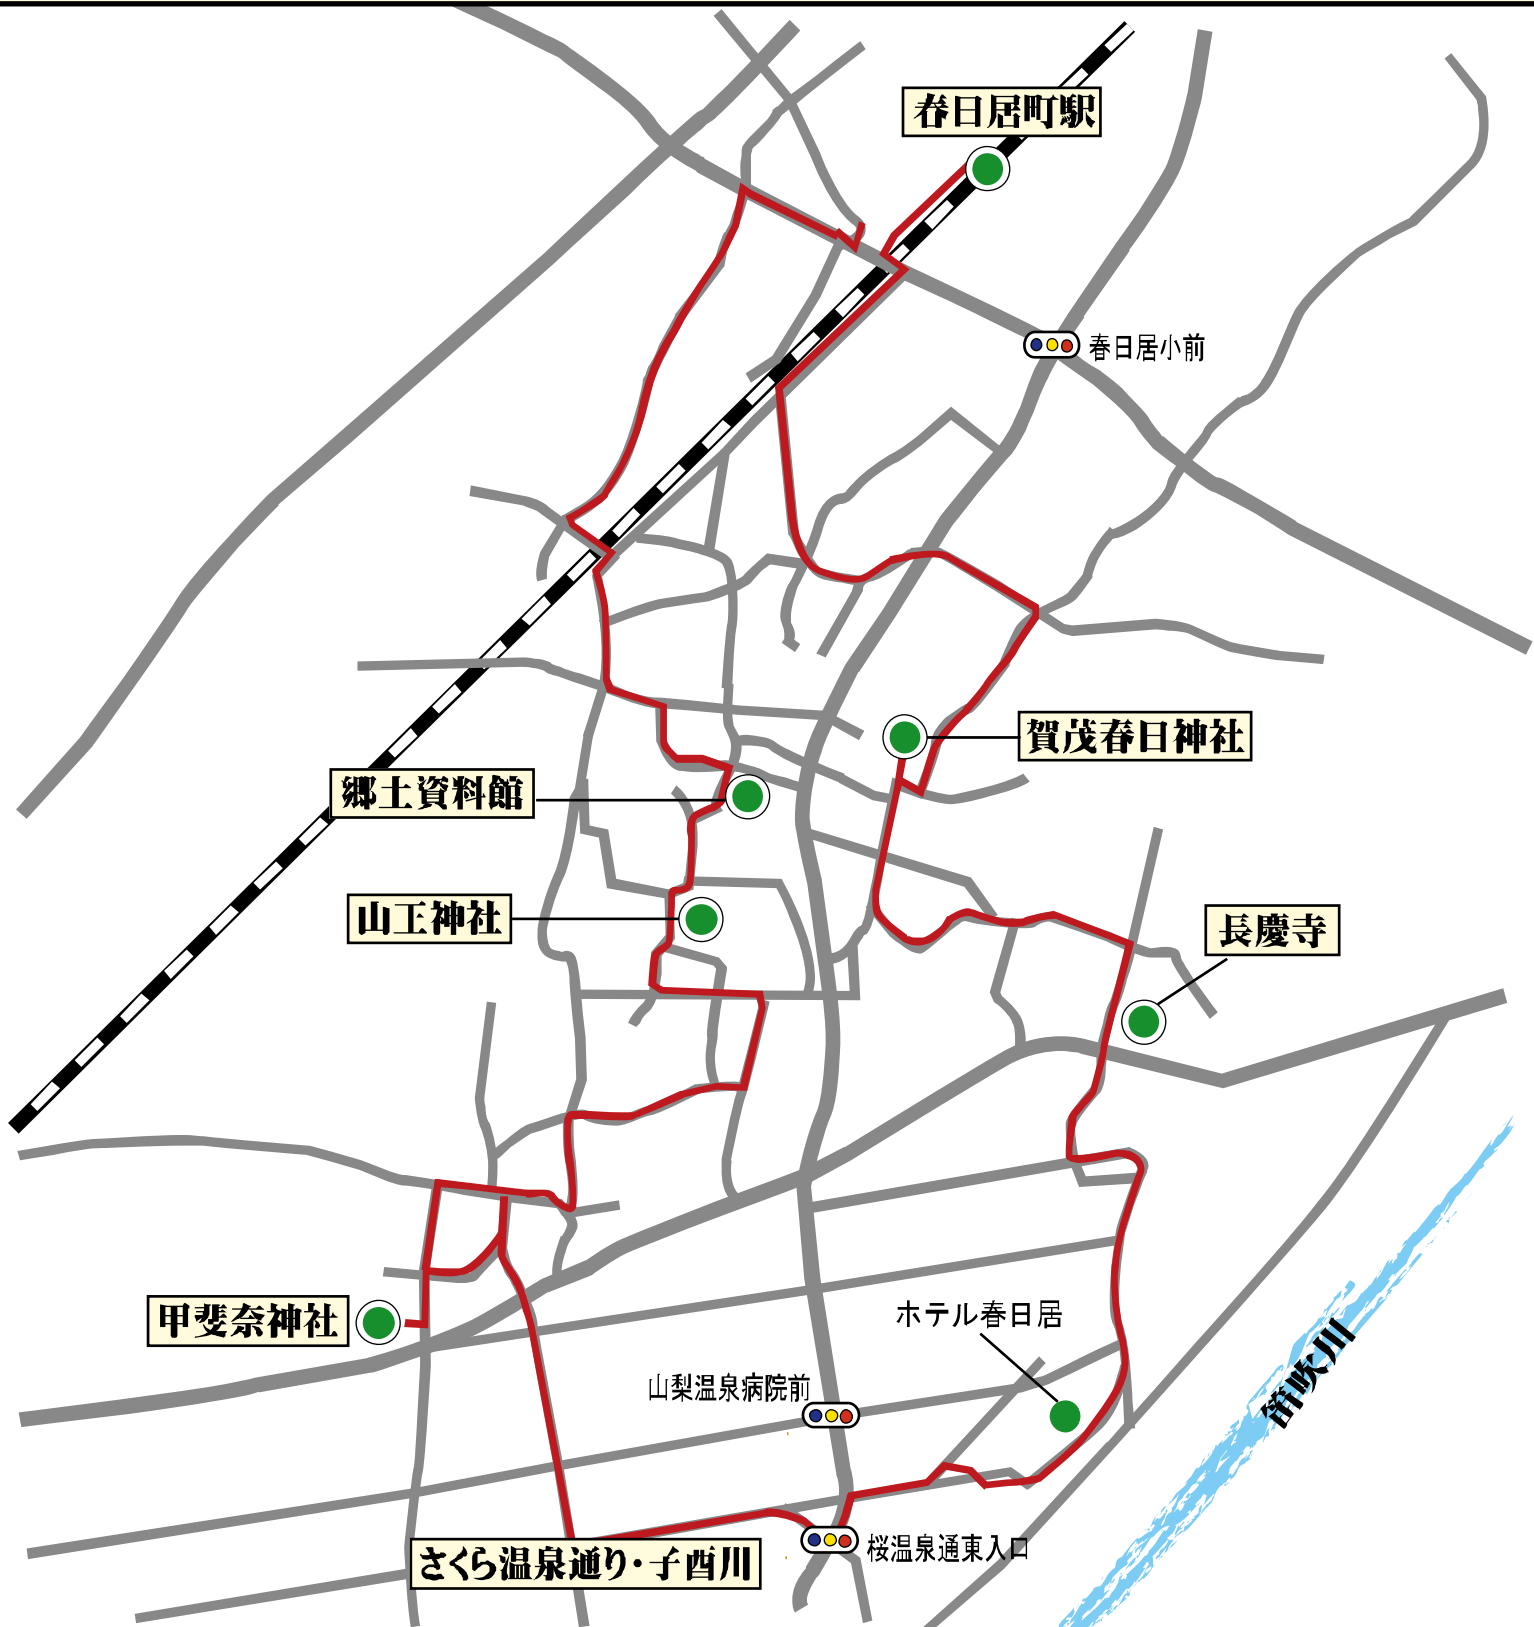 春日居町駅
春日居小前
賀茂春日神社
郷土資料館
山王神社
長慶寺
甲斐奈神社
ホテル春日居
山梨温泉病院前
笛吹川
さくら温泉通り・子酉川
桜温泉通東入口